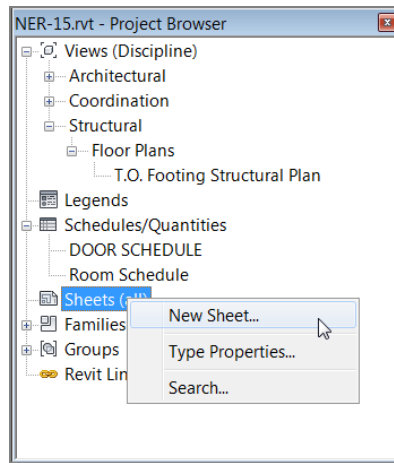 NER-15.rvt - Project Browser
Views (Discipline)
Architectural
Coordination
Structural
Floor Plans
T.O. Footing Structural Plan
Legends
Schedules/Quantities
DOOR SCHEDULE
Room Schedule
Sheets (all)
New Sheet...
Families
Type Properties...
Groups
Revit Lin
Search...